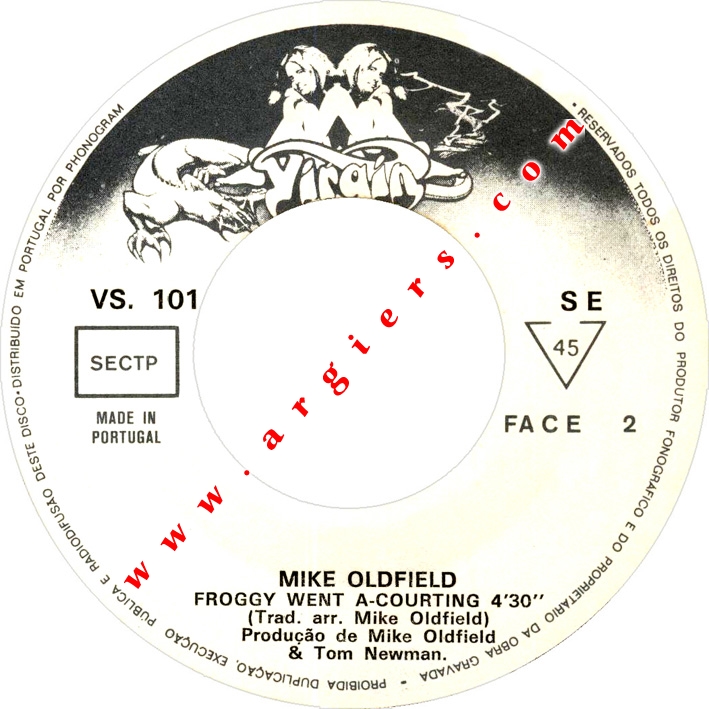 Virgin
• RESERVADOS TODOS OS DIREITOS DO PRODUTOR FONOGRAFICO E DO PROPRIETARIO DA OBRA GRAVADA • PROIBIDA DUPLICAÇÃO, EXECUÇÃO PUBLICA E RADIODIFUSÃO DESTE DISCO • DISTRIBUIDO EM PORTUGAL POR PHONOGRAM
VS. 101
SECTP
MADE IN
PORTUGAL
SE
45
FACE 2
www.argiers.com
MIKE OLDFIELD
FROGGY WENT A-COURTING 4'30''
(Trad. arr. Mike Oldfield)
Produção de Mike Oldfield
& Tom Newman.